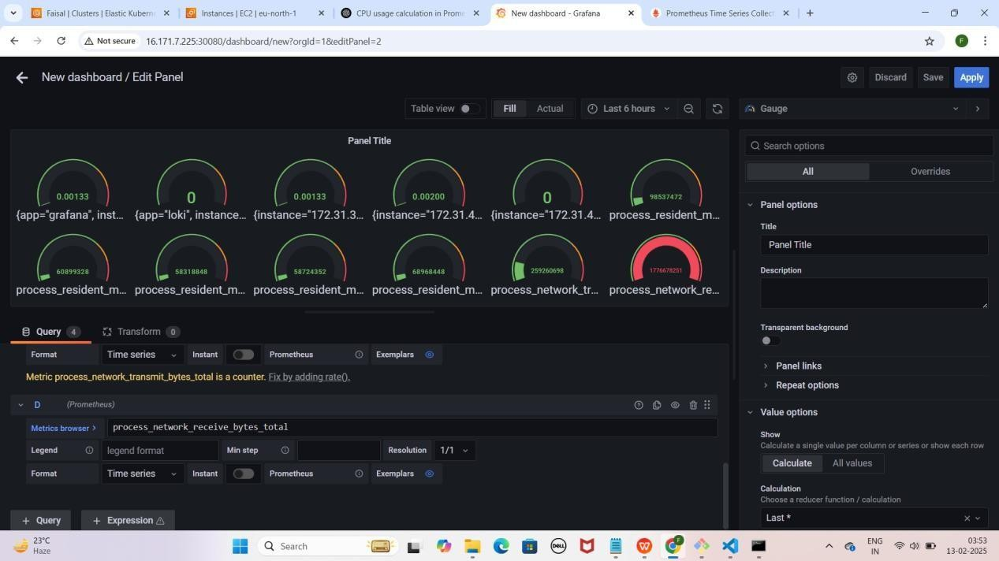 Faisal | Clusters | Elastic Kubern
Instances | EC2 | eu-north-1
CPU usage calculation in Prome
New dashboard - Grafana
Prometheus Time Series Collect
Not secure
16.171.7.225:30080/dashboard/new?orgId=1&editPanel=2
F
New dashboard / Edit Panel
Discard
Save
Apply
Table view
Fill
Actual
Last 6 hours
Gauge
Panel Title
0.00133
0
0.00133
0.00200
0
98537472
{app="grafana", inst...
{app="loki", instance...
{instance="172.31.3...
{instance="172.31.4...
{instance="172.31.4...
process_resident_m...
60899328
58318848
58724352
68968448
259260698
1776678251
process_resident_m...
process_resident_m...
process_resident_m...
process_resident_m...
process_network_tr...
process_network_re...
Query 4
Transform 0
Format
Time series
Instant
Prometheus
Exemplars
Metric process_network_transmit_bytes_total is a counter. Fix by adding rate().
D
(Prometheus)
Metrics browser >
process_network_receive_bytes_total
Legend
legend format
Min step
Resolution
1/1
Format
Time series
Instant
Prometheus
Exemplars
+ Query
+ Expression
Search options
All
Overrides
Panel options
Title
Panel Title
Description
Transparent background
Panel links
Repeat options
Value options
Show
Calculate a single value per column or series or show each row
Calculate
All values
Calculation
Choose a reducer function / calculation
Last *
23°C
Haze
Search
DELL
W
F
ENG
IN
03:53
13-02-2025